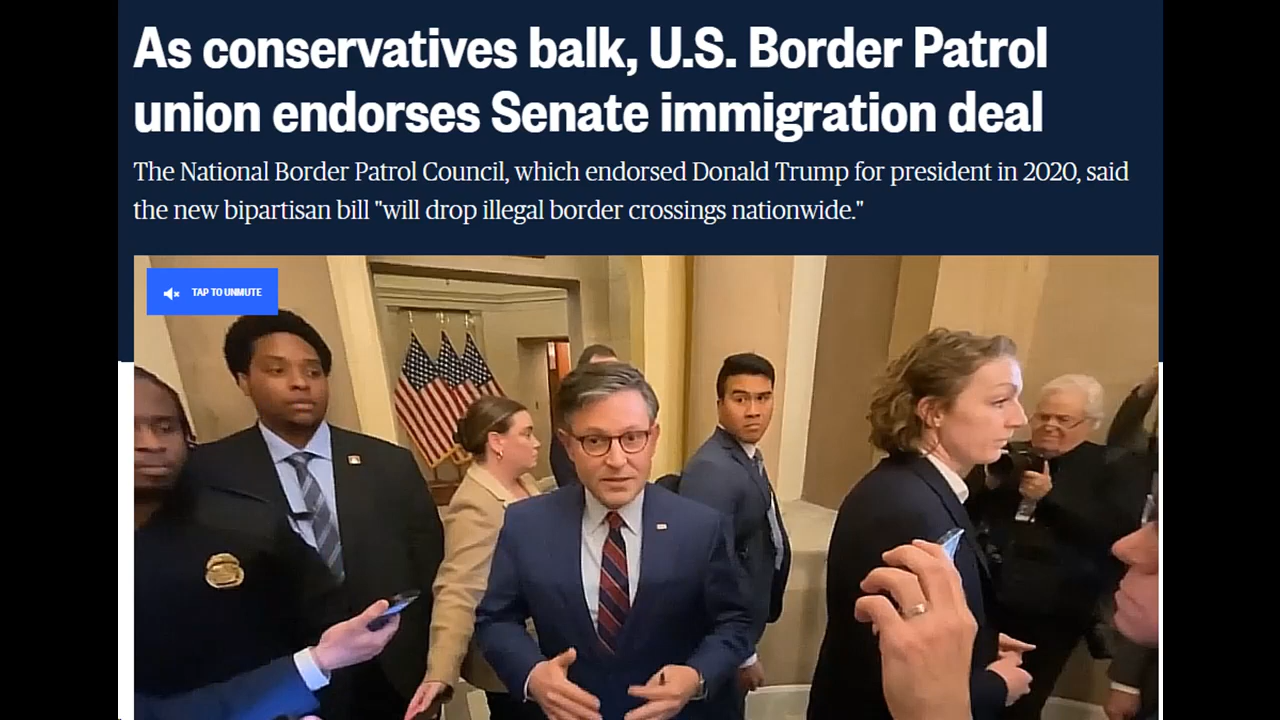 As conservatives balk, U.S. Border Patrol
union endorses Senate immigration deal
The National Border Patrol Council, which endorsed Donald Trump for president in 2020, said
the new bipartisan bill "will drop illegal border crossings nationwide."
TAP TO UNMUTE